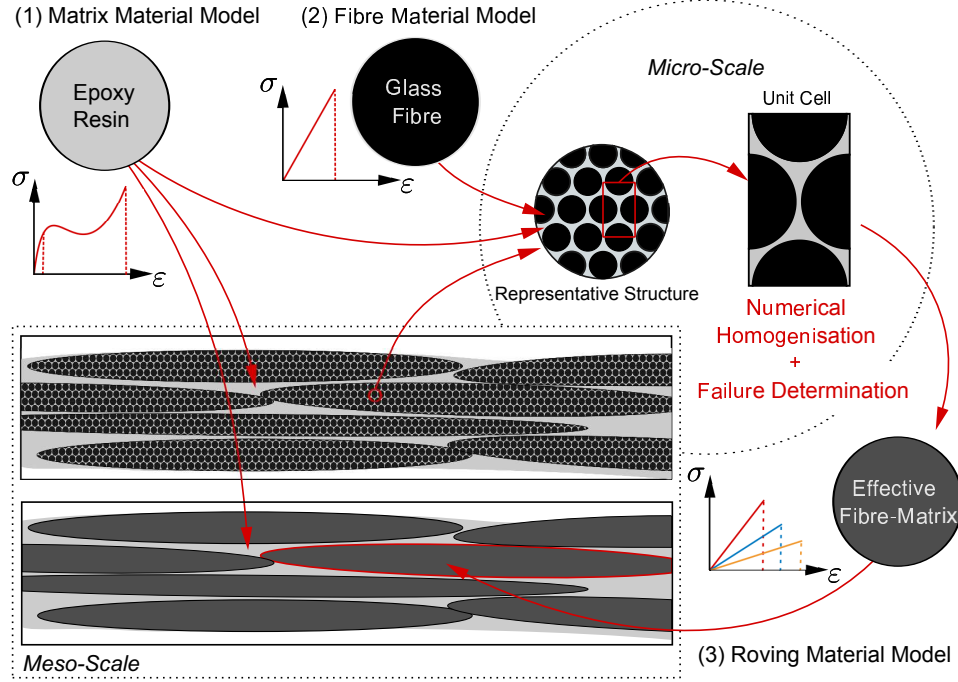 (1) Matrix Material Model
(2) Fibre Material Model
Epoxy
Resin
σ
ε
σ
ε
Glass
Fibre
Micro-Scale
Unit Cell
Representative Structure
Numerical
Homogenisation
+
Failure Determination
σ
ε
Effective
Fibre-Matrix
(3) Roving Material Model
Meso-Scale